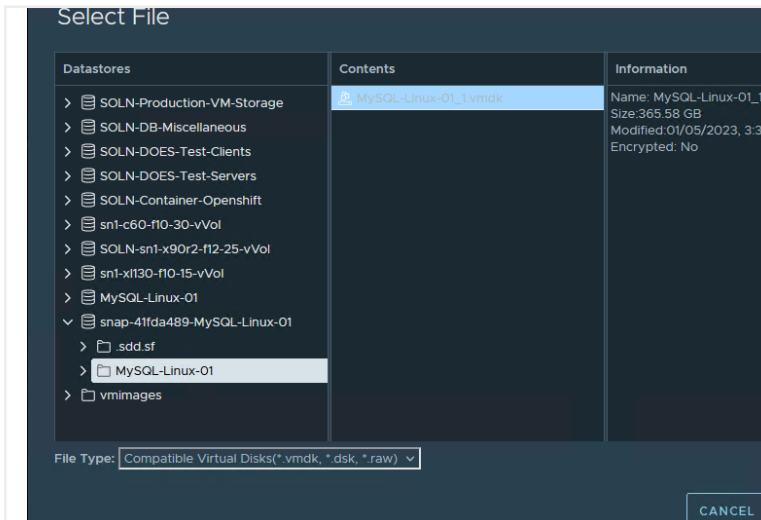 Select File
Datastores
SOLN-Production-VM-Storage
SOLN-DB-Miscellaneous
SOLN-DOES-Test-Clients
SOLN-DOES-Test-Servers
SOLN-Container-Openshift
sn1-c60-f10-30-vVol
SOLN-sn1-x90r2-f12-25-vVol
sn1-xl130-f10-15-vVol
MySQL-Linux-01
snap-41fda489-MySQL-Linux-01
.sdd.sf
MySQL-Linux-01
vmimages
Contents
MySQL-Linux-01_1.vmdk
Information
Name: MySQL-Linux-01_1
Size:365.58 GB
Modified:01/05/2023, 3:3
Encrypted: No
File Type: Compatible Virtual Disks(*.vmdk, *.dsk, *.raw)
CANCEL